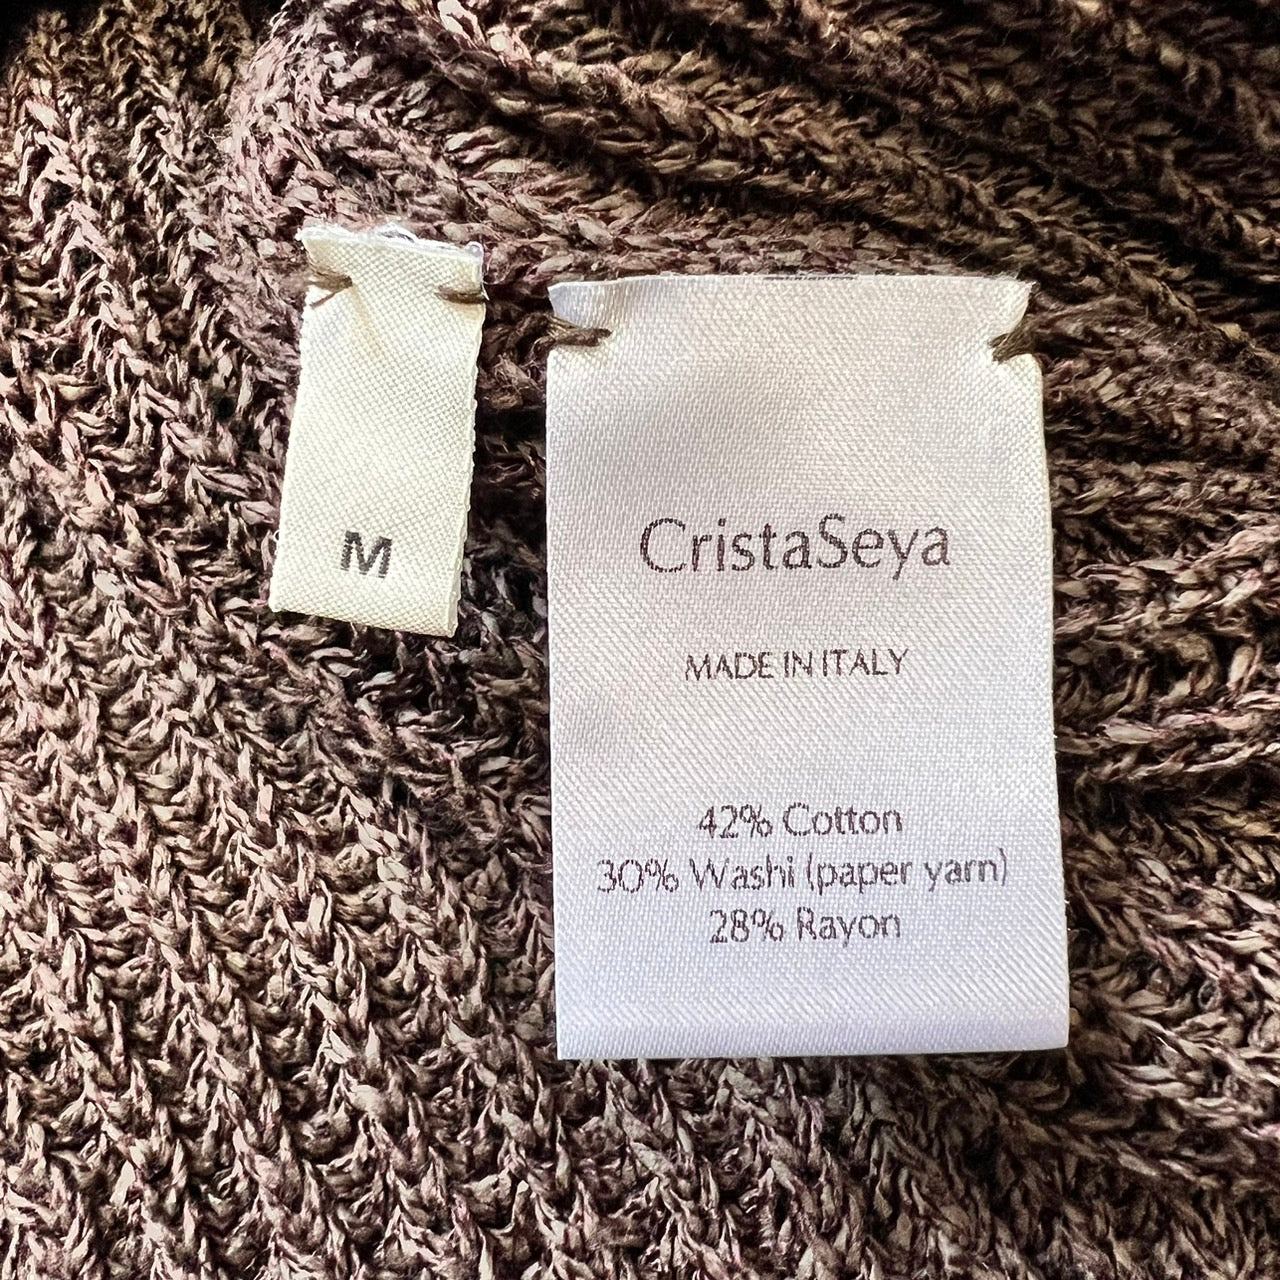 M
CristaSeya
MADE IN ITALY
42% Cotton
30% Washi (paper yarn)
28% Rayon